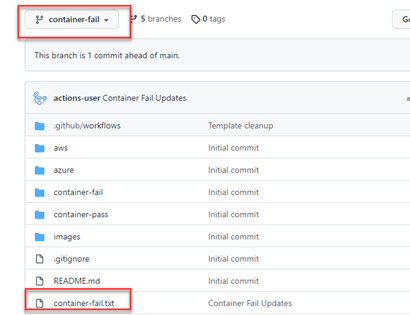 container-fail 5 branches 0 tags Go
This branch is 1 commit ahead of main.
actions-user Container Fail Updates
.github/workflows Template cleanup
aws Initial commit
azure Initial commit
container-fail Initial commit
container-pass Initial commit
images Initial commit
.gitignore Initial commit
README.md Initial commit
container-fail.txt Container Fail Updates